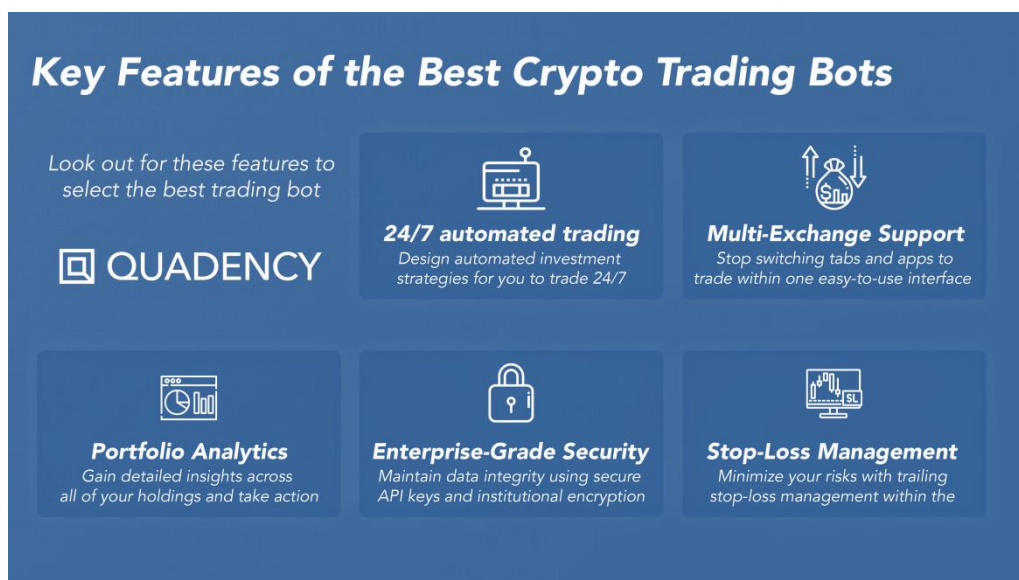 Key Features of the Best Crypto Trading Bots
Look out for these features to
select the best trading bot
QUADENCY
24/7 automated trading
Design automated investment
strategies for you to trade 24/7
Multi-Exchange Support
Stop switching tabs and apps to
trade within one easy-to-use interface
Portfolio Analytics
Gain detailed insights across
all of your holdings and take action
Enterprise-Grade Security
Maintain data integrity using secure
API keys and institutional encryption
SL
Stop-Loss Management
Minimize your risks with trailing
stop-loss management within the